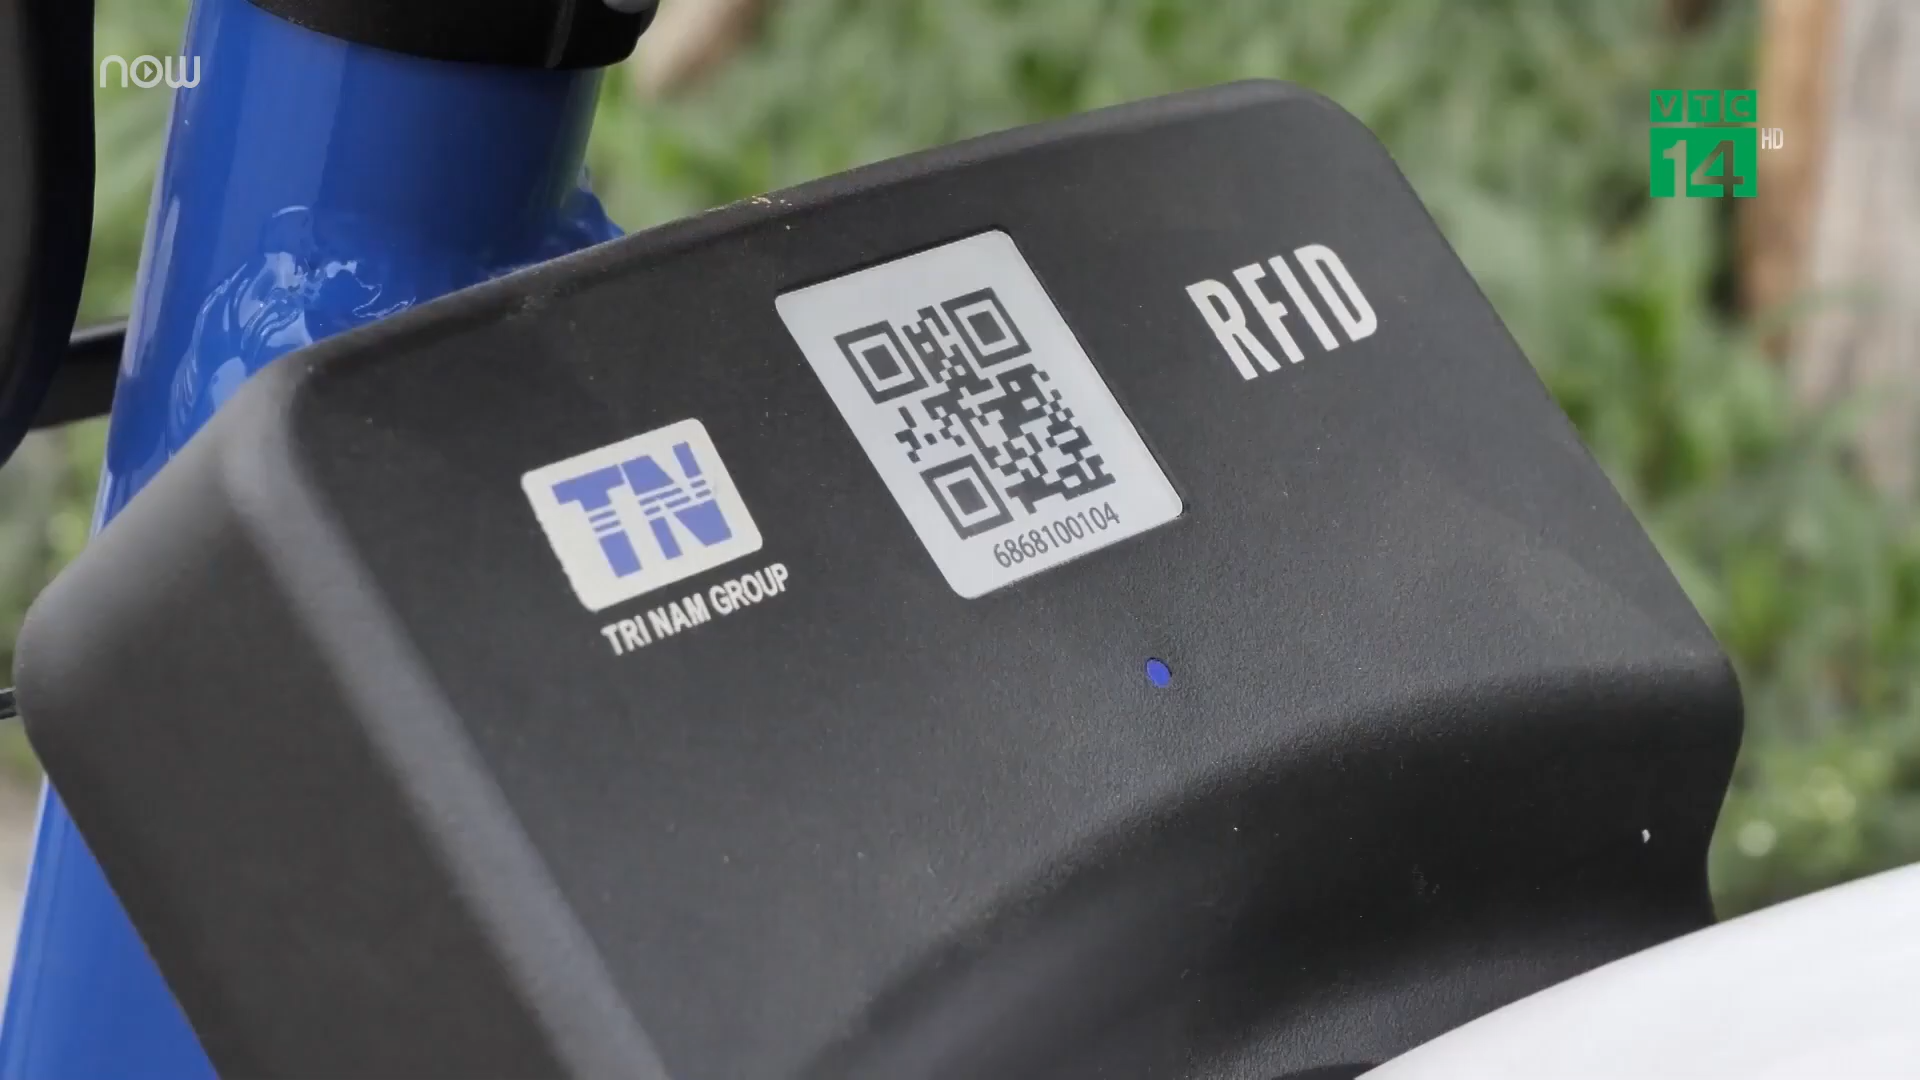 now
VTC
14 HD
RFID
TN
TRI NAM GROUP
6868100104